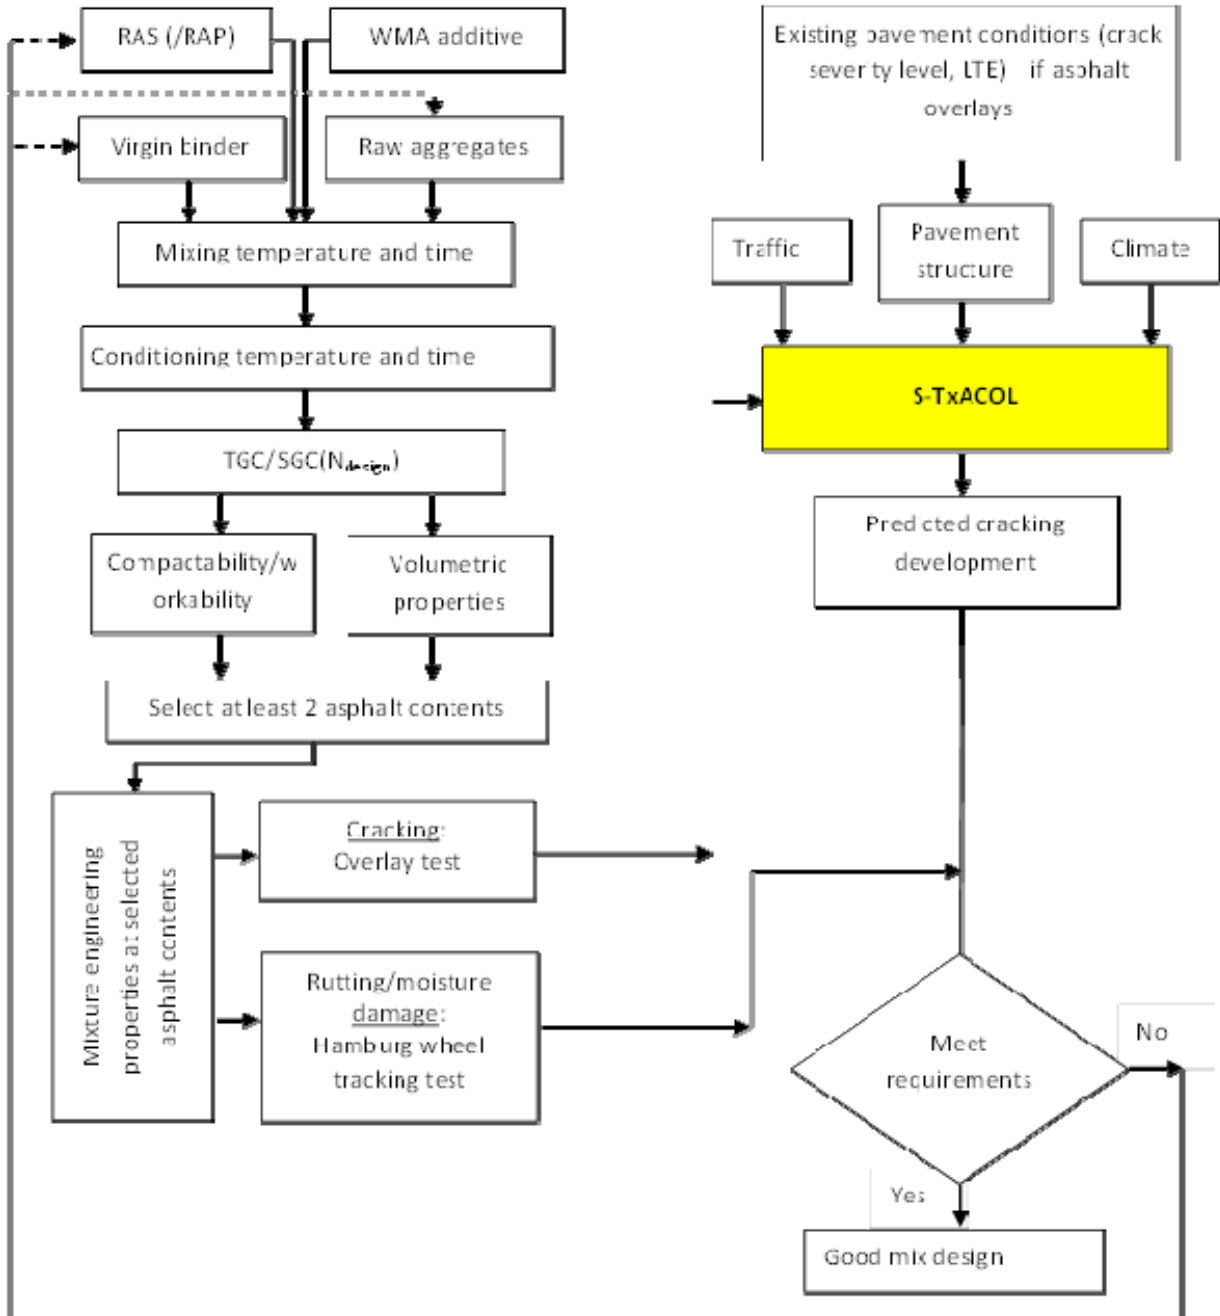 RAS (/RAP)
WMA additive
Virgin binder
Raw aggregates
Mixing temperature and time
Conditioning temperature and time
TGC/SGC(Ndesign)
Compactability/w
orkability
Volumetric
properties
Select at least 2 asphalt contents
Mixture engineering
properties at selected
asphalt contents
Cracking:
Overlay test
Rutting/moisture
damage:
Hamburg wheel
tracking test
Existing pavement conditions (crack
severity level, LTE) if asphalt
overlays
Traffic
Pavement
structure
Climate
S-TxACOL
Predicted cracking
development
Meet
requirements
No
Yes
Good mix design